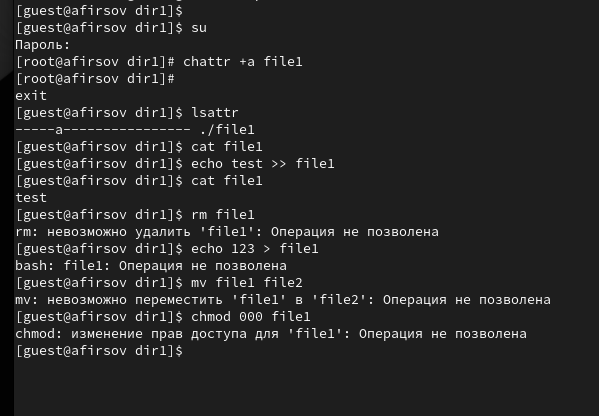 [guest@afirsov dir1]$
[guest@afirsov dir1]$ su
Пароль:
[root@afirsov dir1]# chattr +a file1
[root@afirsov dir1]#
exit
[guest@afirsov dir1]$ lsattr
-----a---------------- ./file1
[guest@afirsov dir1]$ cat file1
[guest@afirsov dir1]$ echo test >> file1
[guest@afirsov dir1]$ cat file1
test
[guest@afirsov dir1]$ rm file1
rm: невозможно удалить 'file1': Операция не позволена
[guest@afirsov dir1]$ echo 123 > file1
bash: file1: Операция не позволена
[guest@afirsov dir1]$ mv file1 file2
mv: невозможно переместить 'file1' в 'file2': Операция не позволена
[guest@afirsov dir1]$ chmod 000 file1
chmod: изменение прав доступа для 'file1': Операция не позволена
[guest@afirsov dir1]$